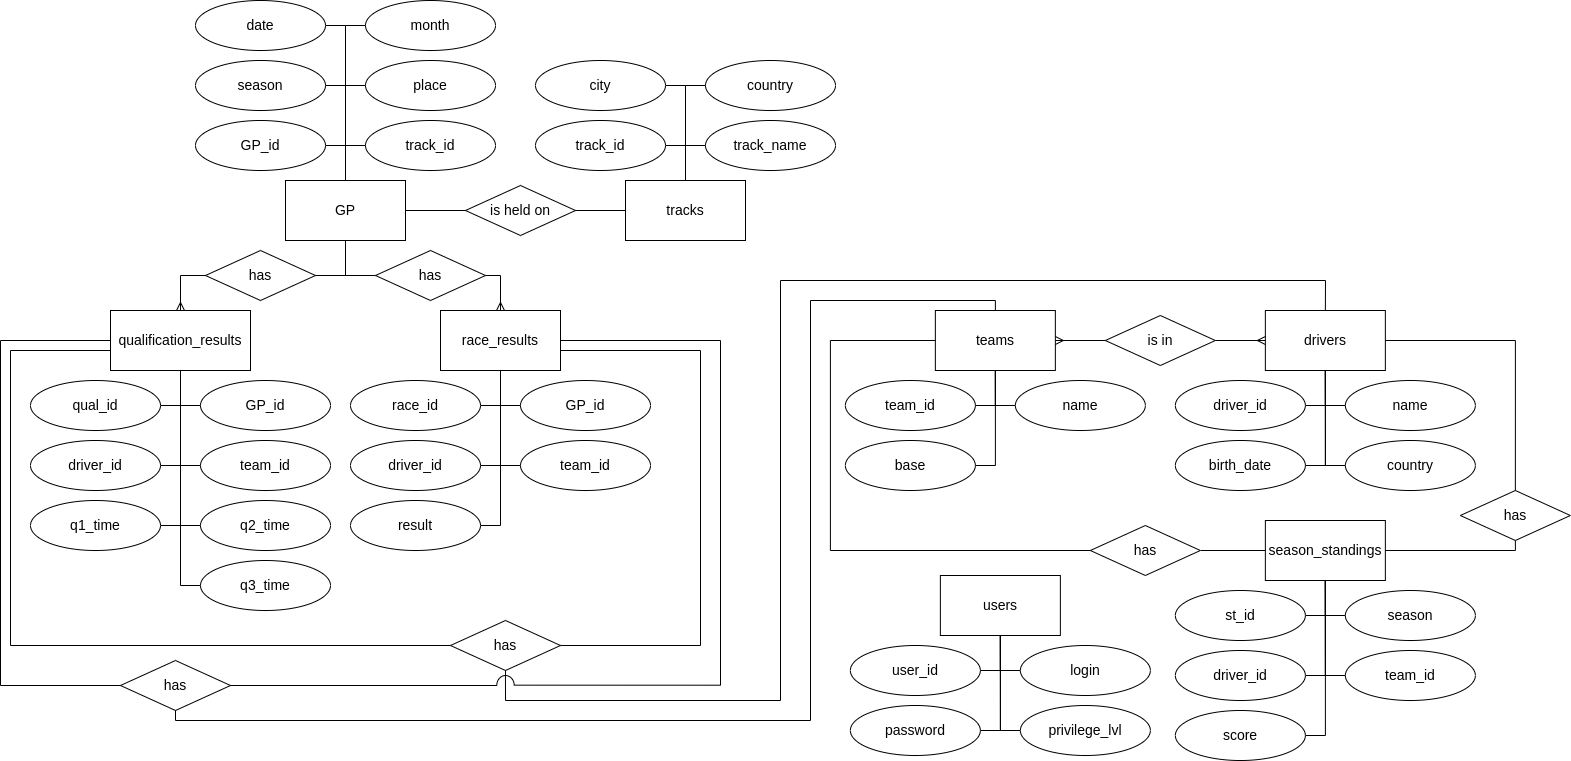 date
month
season
place
GP_id
track_id
city
country
track_id
track_name
GP
is held on
tracks
has
has
qualification_results
race_results
teams
is in
drivers
qual_id
GP_id
race_id
GP_id
team_id
name
driver_id
name
driver_id
team_id
driver_id
team_id
base
birth_date
country
q1_time
q2_time
result
has
q3_time
has
season_standings
users
st_id
season
has
user_id
login
driver_id
team_id
has
password
privilege_lvl
score